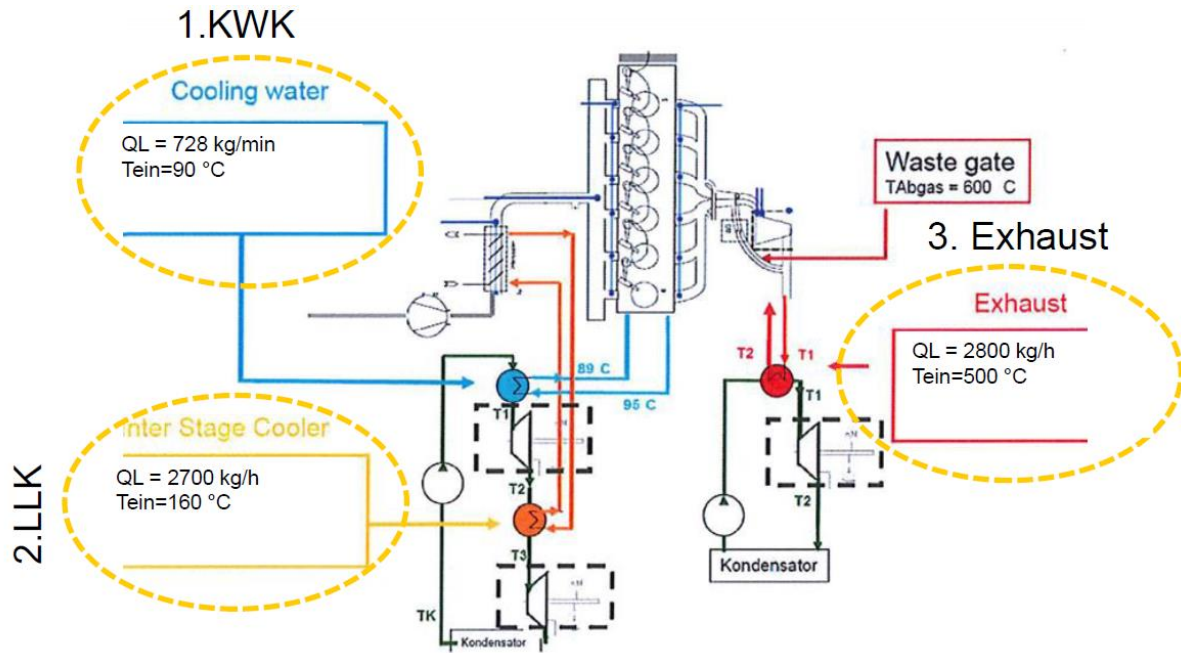 1.KWK
Cooling water
QL = 728 kg/min
Tein=90 °C
Waste gate
TAbgas = 600 C
3. Exhaust
Exhaust
QL = 2800 kg/h
Tein=500 °C
T2
T1
T1
T2
Kondensator
89 C
95 C
T1
T2
T3
TK
Kondensator
nter Stage Cooler
QL = 2700 kg/h
Tein=160 °C
2.LLK